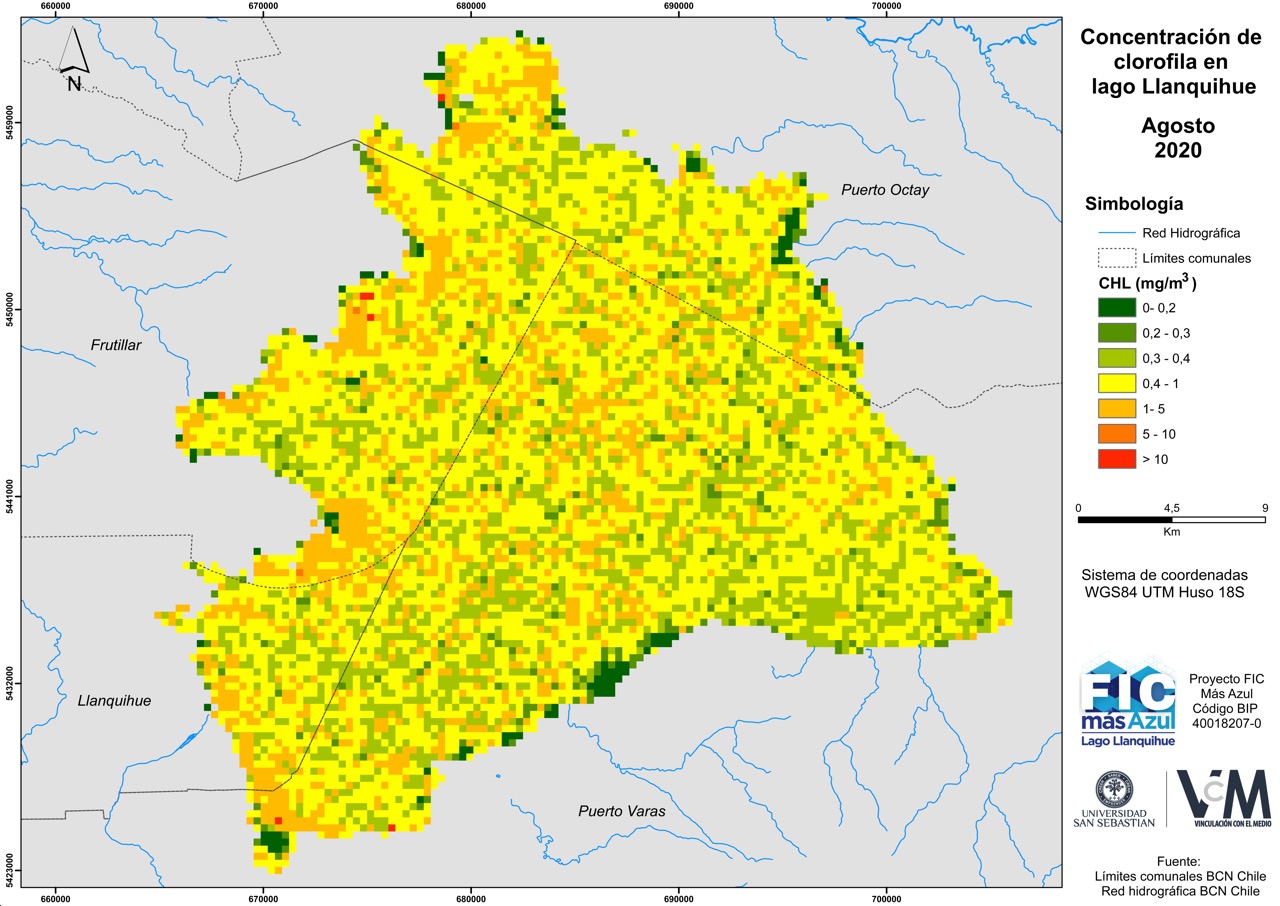 660000 670000 680000 690000 700000
Concentración de
clorofila en
lago Llanquihue
Agosto
2020
N
5459000
5450000
5441000
5432000
5423000
Puerto Octay
Frutillar
Llanquihue
Puerto Varas
Simbología
Red Hidrográfica
Límites comunales
CHL (mg/m3 )
0- 0,2
0,2 - 0,3
0,3 - 0,4
0,4 - 1
1- 5
5 - 10
> 10
0 4,5 9
Km
Sistema de coordenadas
WGS84 UTM Huso 18S
FIC
más Azul
Lago Llanquihue
Proyecto FIC
Más Azul
Código BIP
40018207-0
UNIVERSIDAD
SAN SEBASTIAN
VCM
VINCULACIÓN CON EL MEDIO
Fuente:
Límites comunales BCN Chile
Red hidrográfica BCN Chile
660000 670000 680000 690000 700000